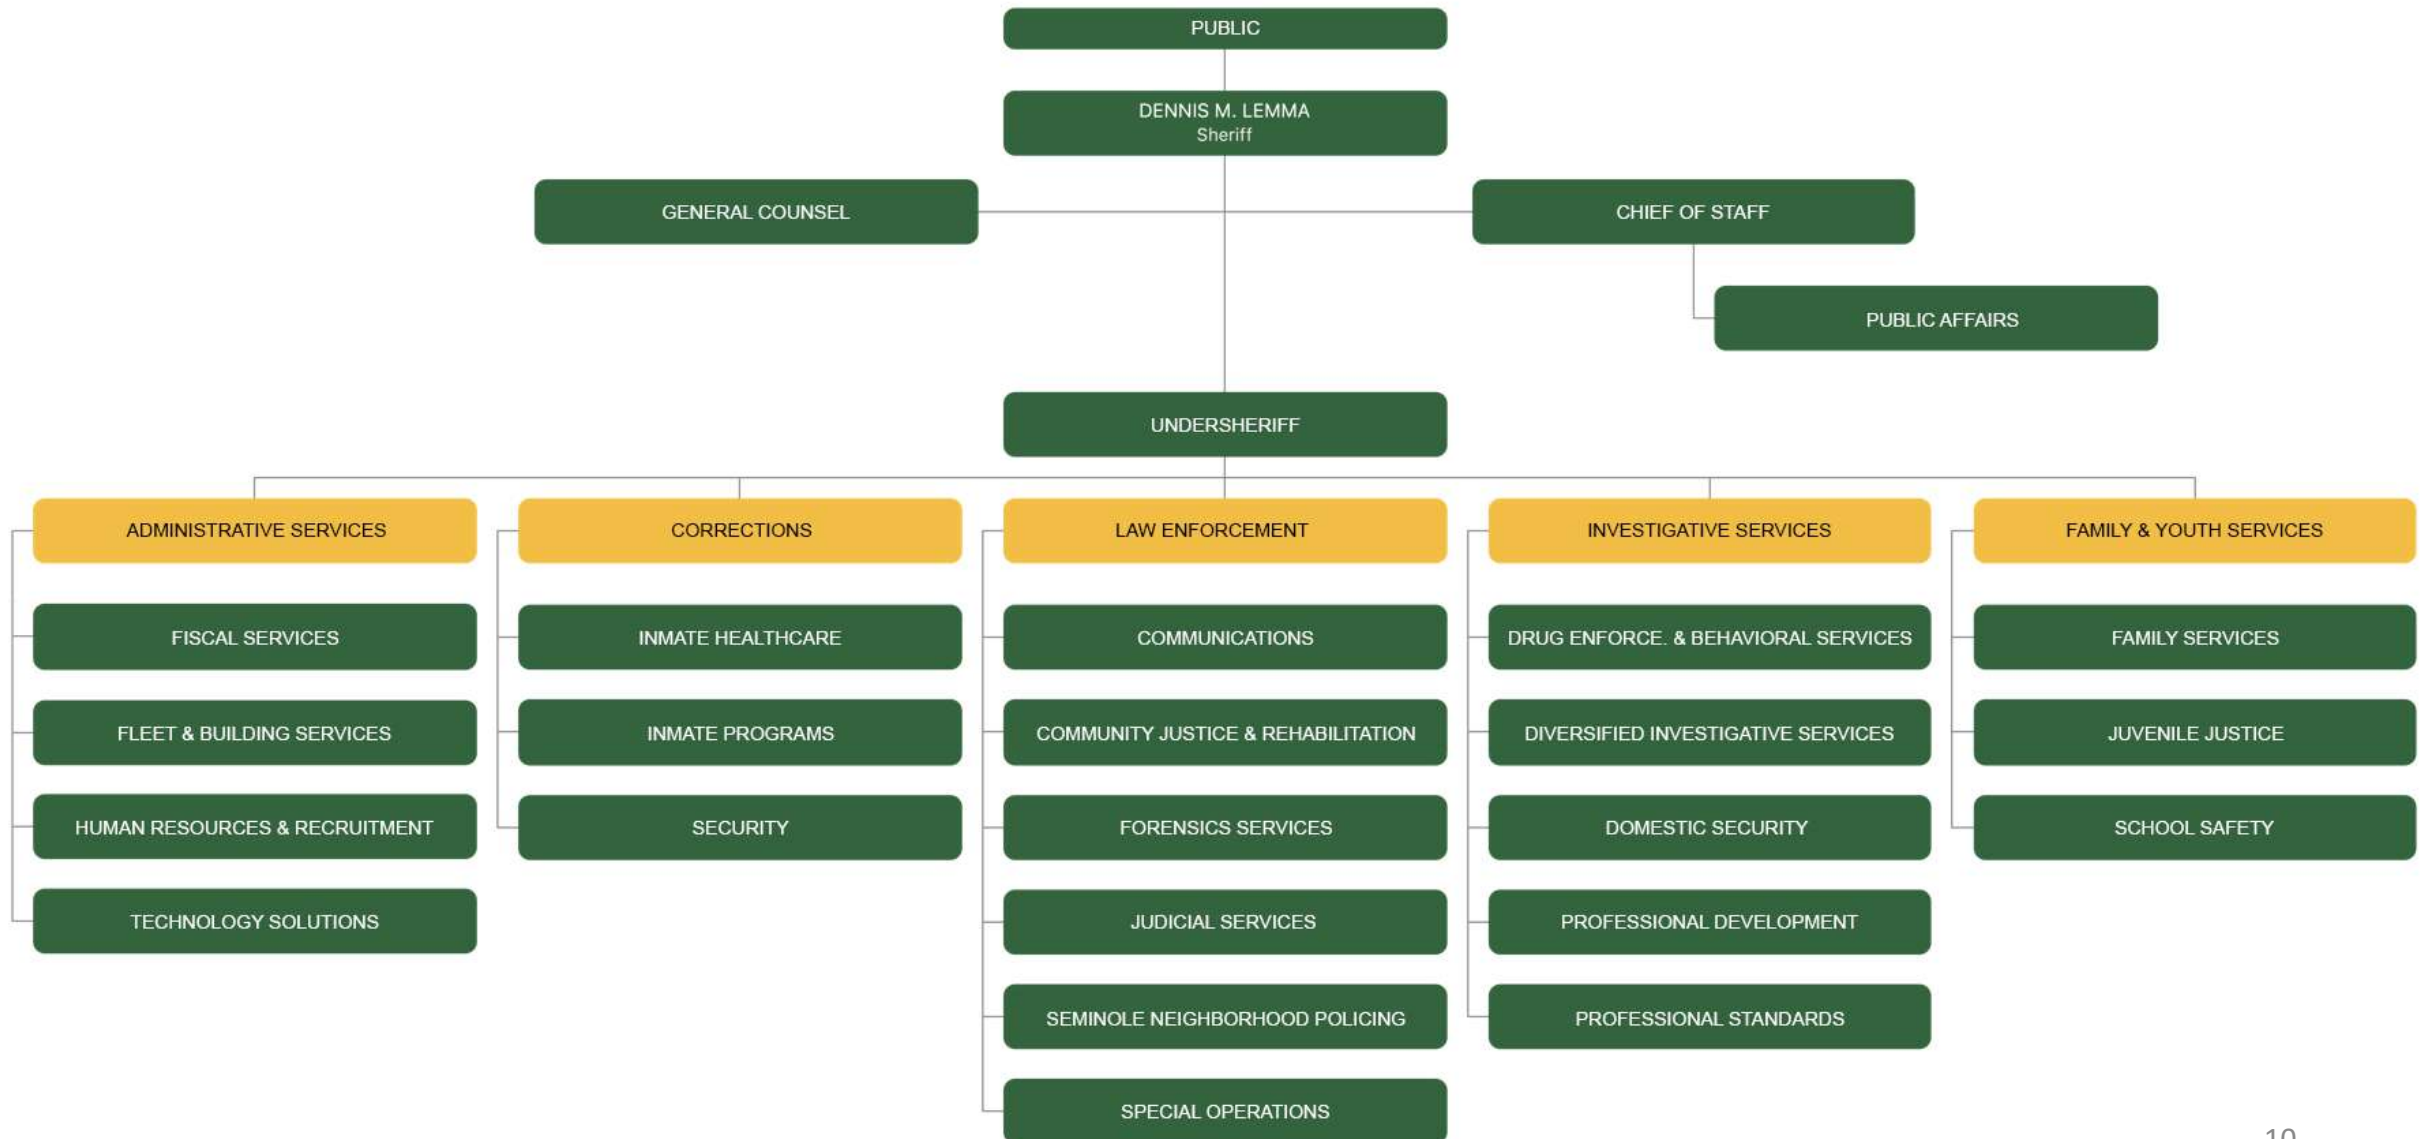 PUBLIC
DENNIS M. LEMMA
Sheriff
GENERAL COUNSEL
CHIEF OF STAFF
PUBLIC AFFAIRS
UNDERSHERIFF
ADMINISTRATIVE SERVICES
FISCAL SERVICES
FLEET & BUILDING SERVICES
HUMAN RESOURCES & RECRUITMENT
TECHNOLOGY SOLUTIONS
CORRECTIONS
INMATE HEALTHCARE
INMATE PROGRAMS
SECURITY
LAW ENFORCEMENT
COMMUNICATIONS
COMMUNITY JUSTICE & REHABILITATION
FORENSICS SERVICES
JUDICIAL SERVICES
SEMINOLE NEIGHBORHOOD POLICING
SPECIAL OPERATIONS
INVESTIGATIVE SERVICES
DRUG ENFORCE. & BEHAVIORAL SERVICES
DIVERSIFIED INVESTIGATIVE SERVICES
DOMESTIC SECURITY
PROFESSIONAL DEVELOPMENT
PROFESSIONAL STANDARDS
FAMILY & YOUTH SERVICES
FAMILY SERVICES
JUVENILE JUSTICE
SCHOOL SAFETY
10